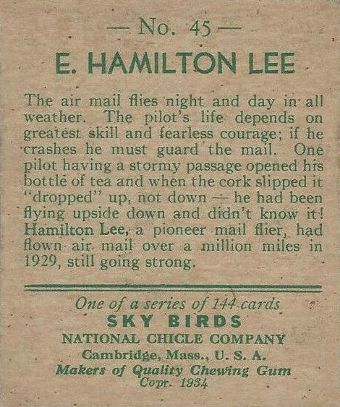 — No. 45 —
E. HAMILTON LEE
The air mail flies night and day in all
weather. The pilot's life depends on
greatest skill and fearless courage; if he
crashes he must guard the mail. One
pilot having a stormy passage opened his
bottle of tea and when the cork slipped it
"dropped" up, not down — he had been
flying upside down and didn't know it!
Hamilton Lee, a pioneer mail flier, had
flown air mail over a million miles in
1929, still going strong.
One of a series of 144 cards
SKY BIRDS
NATIONAL CHICLE COMPANY
Cambridge, Mass., U. S. A.
Makers of Quality Chewing Gum
Copr. 1934